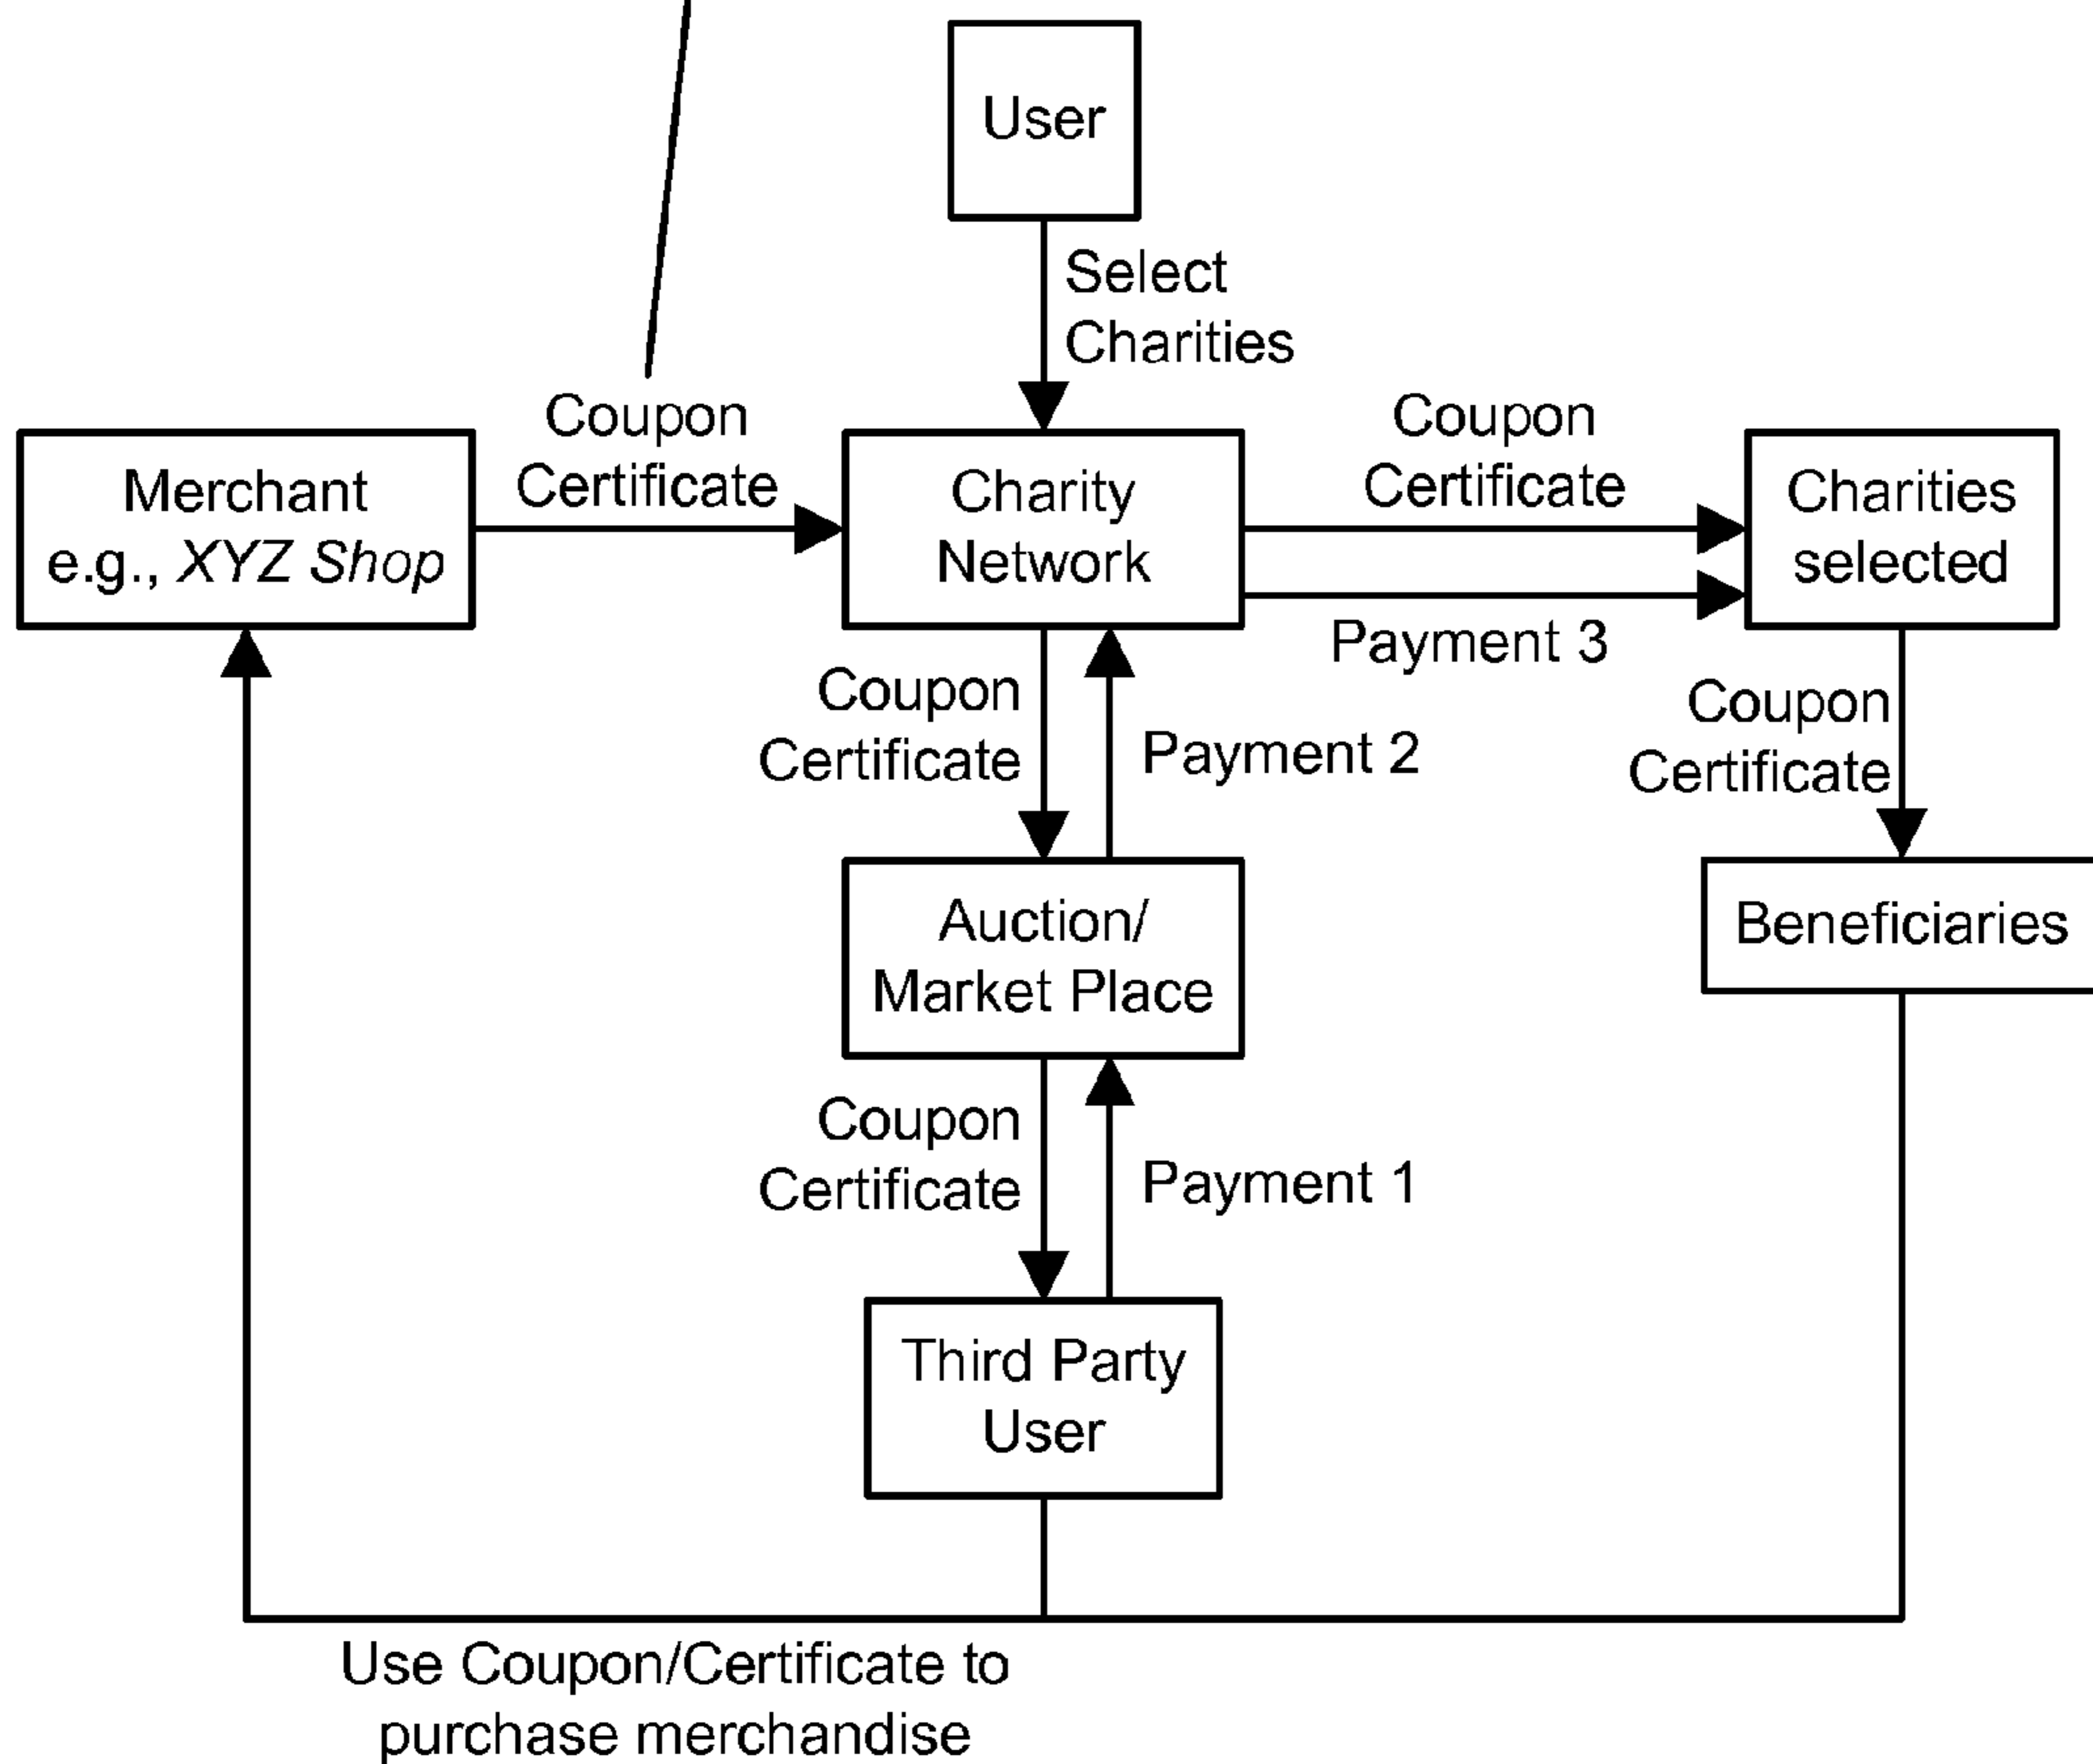 User
Select
Charities
Coupon
Certificate
Coupon
Certificate
Merchant
e.g., XYZ Shop
Charity
Network
Charities
selected
Payment 3
Coupon
Certificate
Payment 2
Coupon
Certificate
Auction/
Market Place
Beneficiaries
Coupon
Certificate
Payment 1
Third Party
User
Use Coupon/Certificate to
purchase merchandise